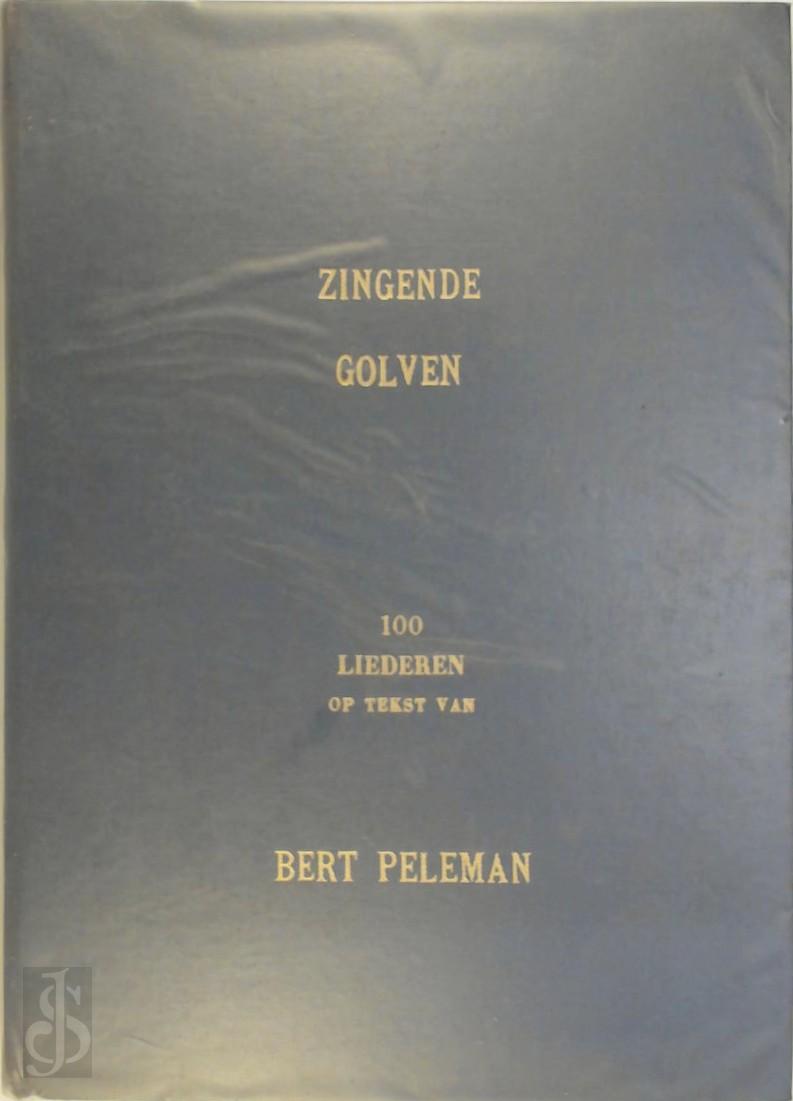 ZINGENDE
GOLVEN
100
LIEDEREN
OP TEKST VAN
BERT PELEMAN